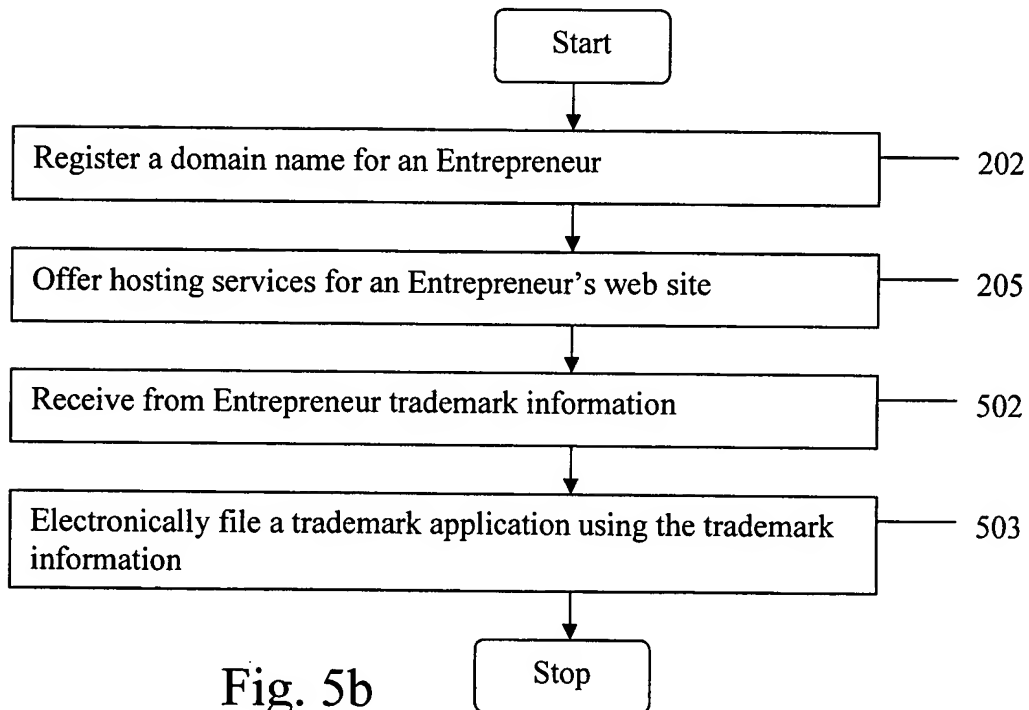 Start
Register a domain name for an Entrepreneur
202
Offer hosting services for an Entrepreneur's web site
205
Receive from Entrepreneur trademark information
502
Electronically file a trademark application using the trademark
information
503
Stop
Fig. 5b